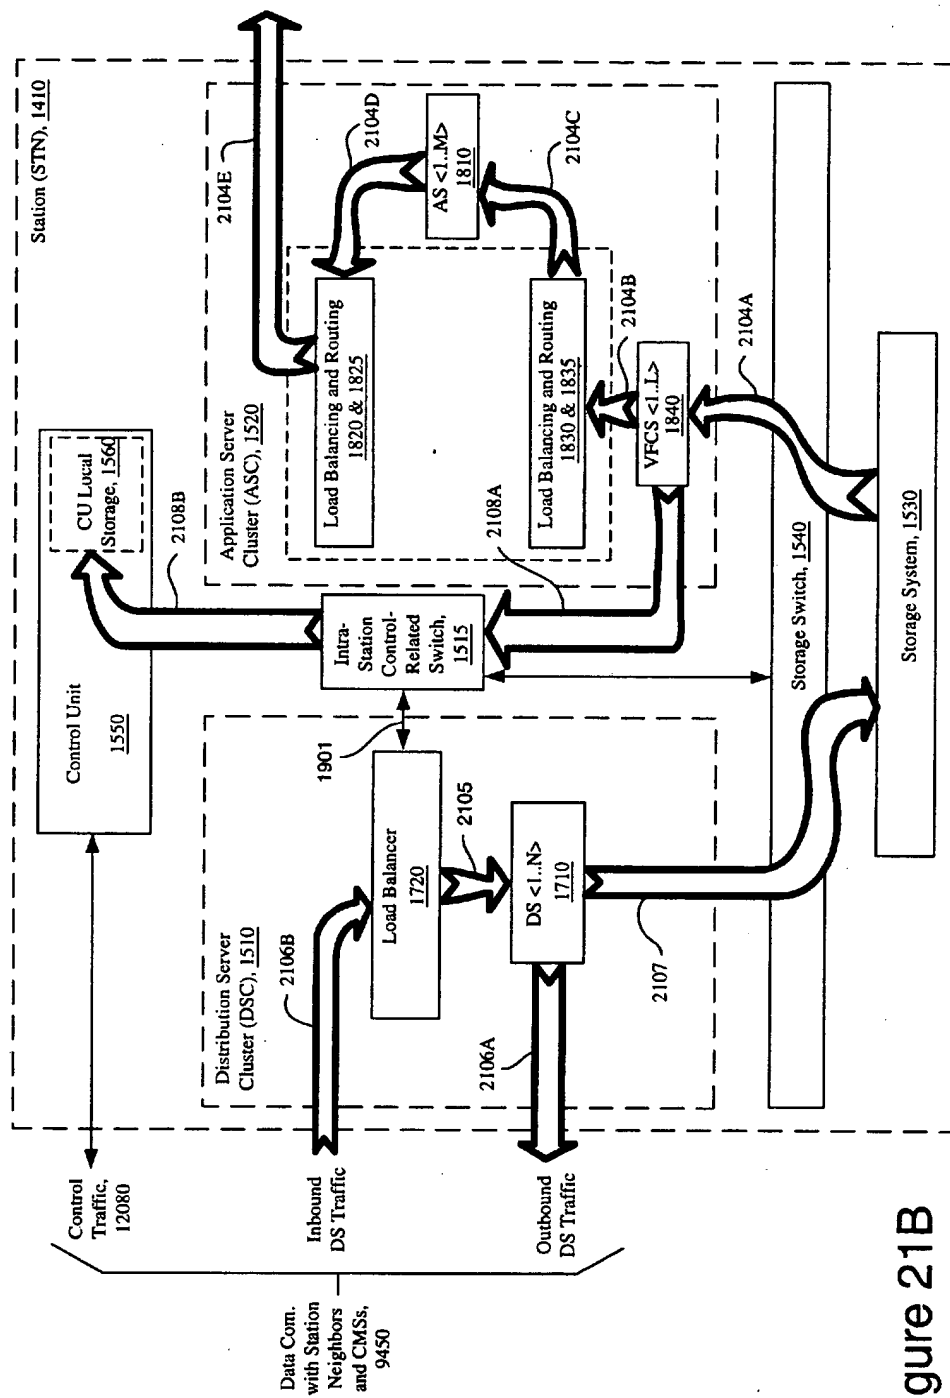 Station (STN), 1410
2104E
Control Unit
1550
CU Local
Storage, 1560
2108B
Application Server
Cluster (ASC), 1520
Load Balancing and Routing
1820 & 1825
2104D
AS <1..M>
1810
2104C
Load Balancing and Routing
1830 & 1835
2104B
VFCS <1..L>
1840
2104A
2108A
Intra-
Station
Control-
Related
Switch,
1515
1901
Distribution Server
Cluster (DSC), 1510
2106B
Load Balancer
1720
2105
DS <1..N>
1710
2106A
2107
Storage Switch, 1540
Storage System, 1530
Control
Traffic,
12080
Inbound
DS Traffic
Outbound
DS Traffic
Data Com.
with Station
Neighbors
and CMSs,
9450
gure 21B